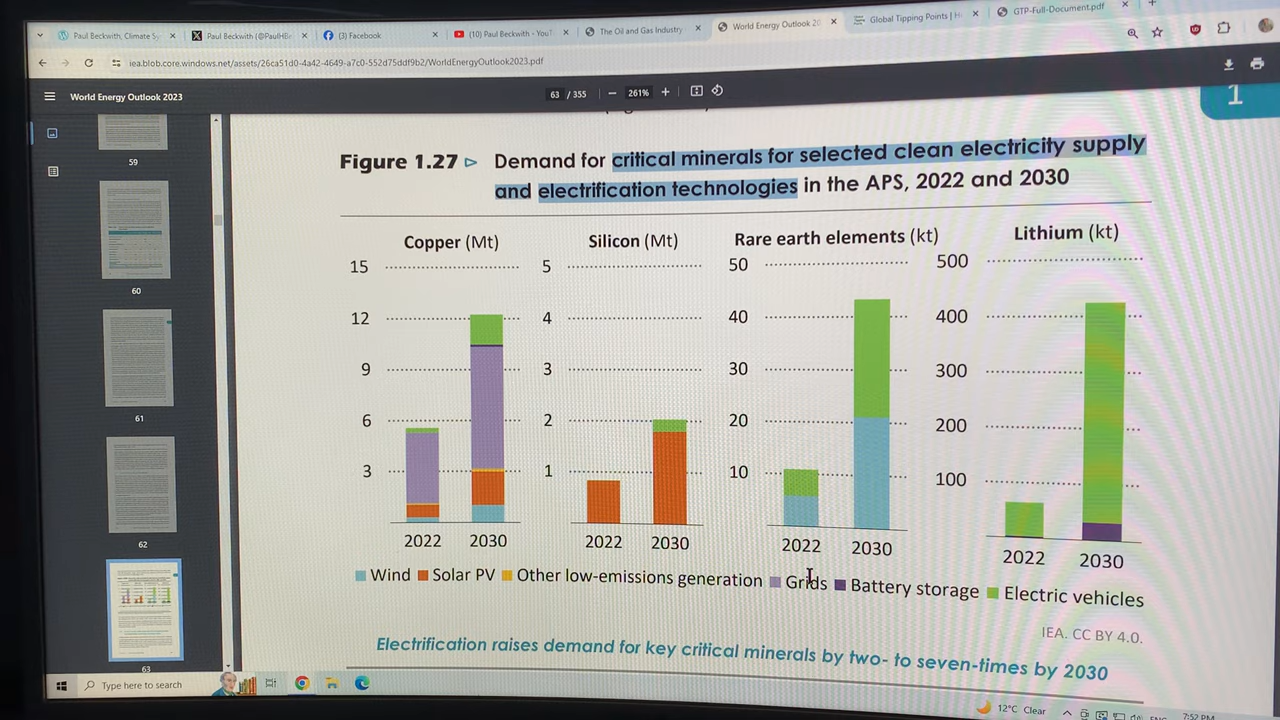 Paul Beckwith, Climate Sy
Paul Beckwith (@PaulHBe
(3) Facebook
(10) Paul Beckwith - YouT
The Oil and Gas Industry
World Energy Outlook 20
Global Tipping Points | H
GTP-Full-Document.pdf
iea.blob.core.windows.net/assets/26ca51d0-4a42-4649-a7c0-552d75ddf9b2/WorldEnergyOutlook2023.pdf
World Energy Outlook 2023
63 / 355
261%
1
59
60
61
62
63
Figure 1.27 ▷ Demand for critical minerals for selected clean electricity supply
and electrification technologies in the APS, 2022 and 2030
Copper (Mt) Silicon (Mt) Rare earth elements (kt) Lithium (kt)
15 5 50 500
12 4 40 400
9 3 30 300
6 2 20 200
3 1 10 100
2022 2030 2022 2030 2022 2030 2022 2030
Wind Solar PV Other low-emissions generation Grids Battery storage Electric vehicles
IEA. CC BY 4.0.
Electrification raises demand for key critical minerals by two- to seven-times by 2030
Type here to search
12°C Clear
7:52 PM